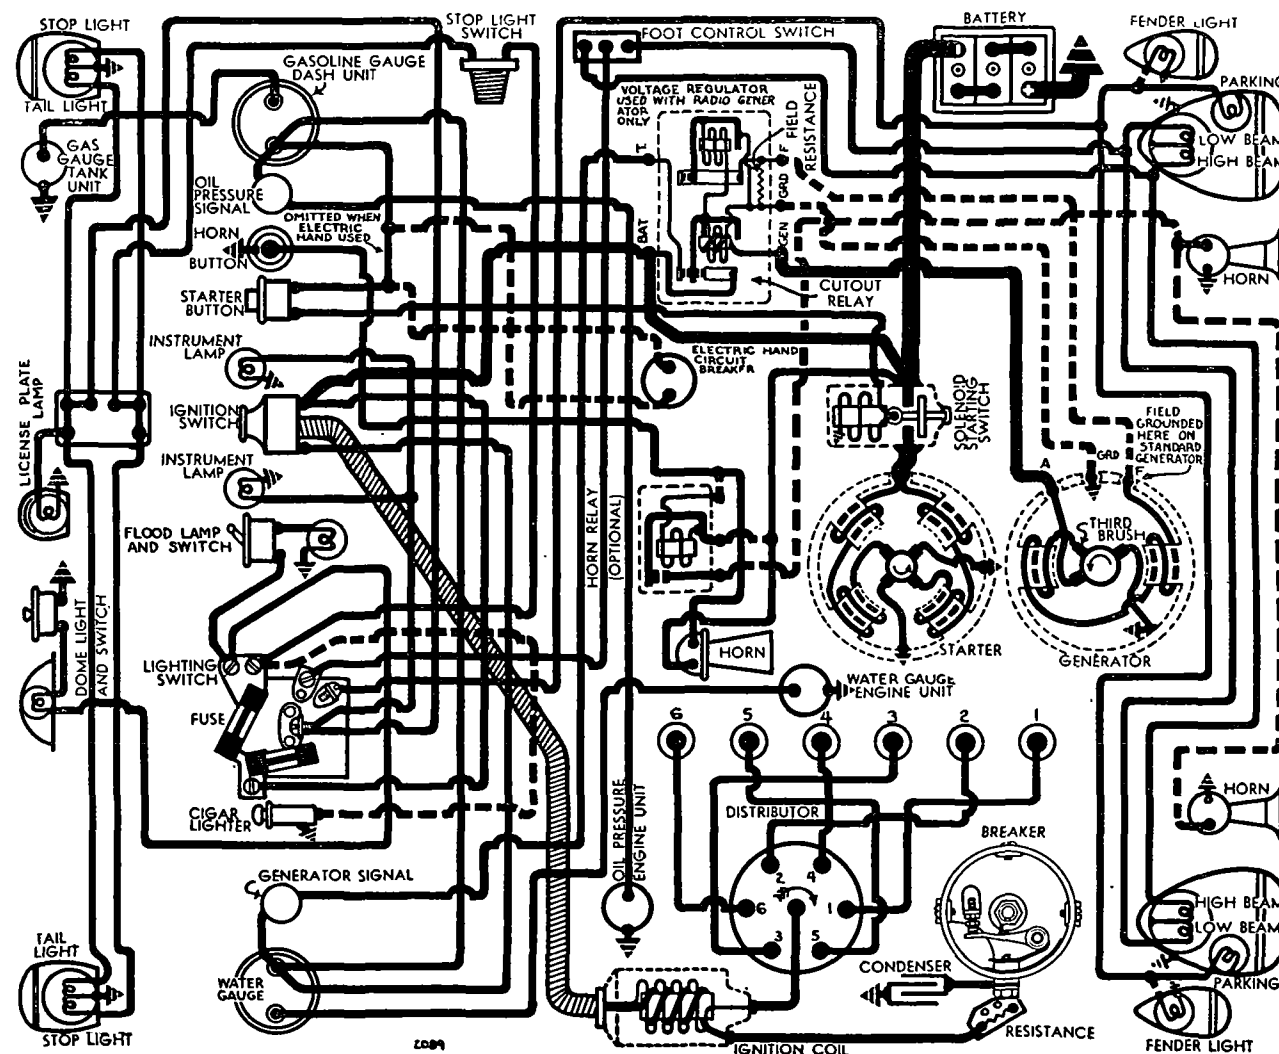 STOP LIGHT
TAIL LIGHT
GAS
GAUGE
TANK
UNIT
LICENSE PLATE
LAMP
DOME LIGHT
AND SWITCH
TAIL
LIGHT
STOP LIGHT
GASOLINE GAUGE
DASH UNIT
OIL
PRESSURE
SIGNAL
OMITTED WHEN
ELECTRIC
HAND USED
HORN
BUTTON
STARTER
BUTTON
INSTRUMENT
LAMP
IGNITION
SWITCH
INSTRUMENT
LAMP
FLOOD LAMP
AND SWITCH
LIGHTING
SWITCH
FUSE
CIGAR
LIGHTER
GENERATOR SIGNAL
WATER
GAUGE
2089
STOP LIGHT
SWITCH
FOOT CONTROL SWITCH
VOLTAGE REGULATOR
USED WITH RADIO GENER
ATOR
ONLY
FIELD
RESISTANCE
T.
F
GRD
BAT
GEN
CUTOUT
RELAY
ELECTRIC HAND
CIRCUIT
BREAKER
HORN RELAY
(OPTIONAL)
HORN
OIL PRESSURE
ENGINE UNIT
BATTERY
SOLENOID
STARTING
SWITCH
STARTER
WATER GAUGE
ENGINE UNIT
6 5 4 3 2 1
DISTRIBUTOR
2 4
6 1
3 5
BREAKER
CONDENSER
RESISTANCE
IGNITION COIL
FENDER LIGHT
PARKING
LOW BEAM
HIGH BEAM
HORN
FIELD
GROUNDED
HERE ON
STANDARD
GENERATOR
A
GRD
F
THIRD
BRUSH
GENERATOR
HORN
HIGH BEAM
LOW BEAM
PARKING
FENDER LIGHT